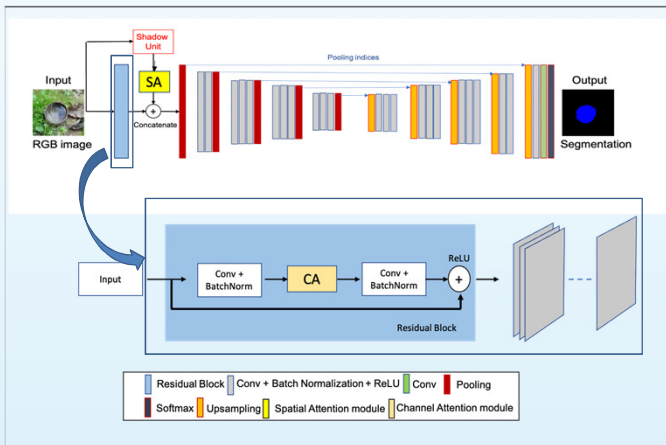 Shadow
Unit
Pooling indices
Input
SA
Output
Concatenate
RGB image
Segmentation
Input
Conv +
BatchNorm
CA
Conv +
BatchNorm
ReLU
+
Residual Block
Residual Block
Conv + Batch Normalization + ReLU
Conv
Pooling
Softmax
Upsampling
Spatial Attention module
Channel Attention module